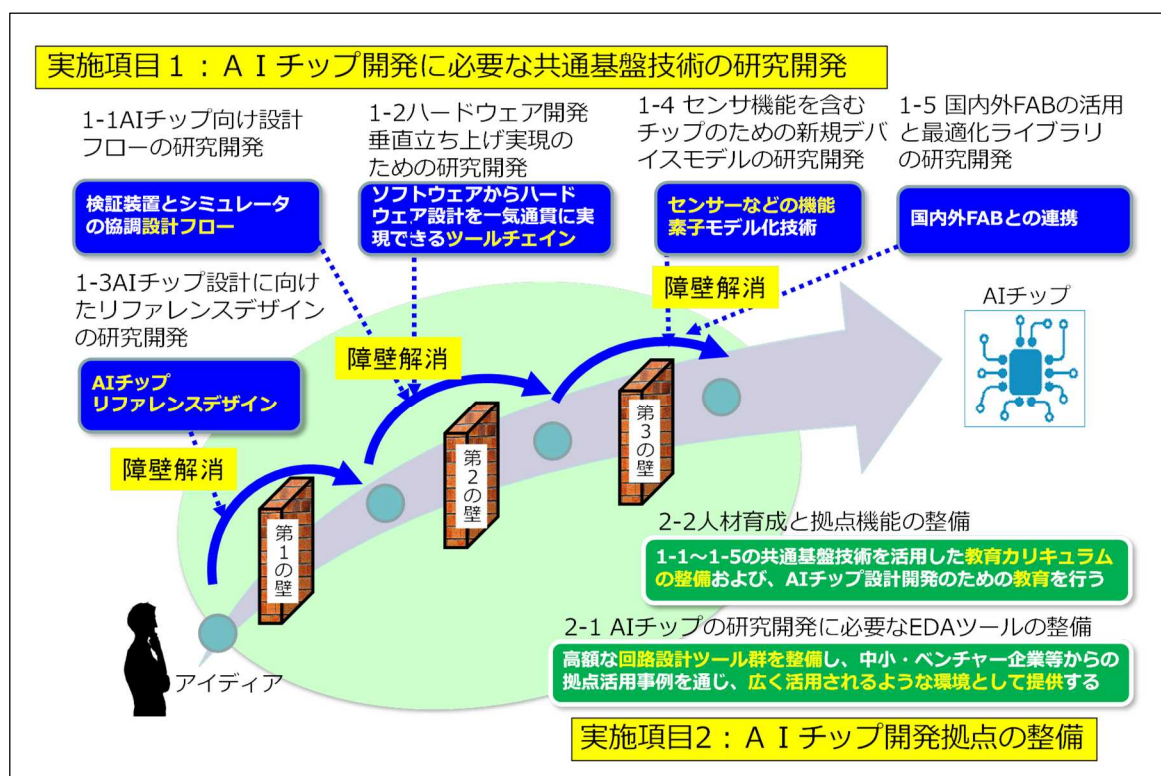 実施項目１：ＡＩチップ開発に必要な共通基盤技術の研究開発
1-1AIチップ向け設計
フローの研究開発
検証装置とシミュレータ
の協調設計フロー
1-2ハードウェア開発
垂直立ち上げ実現の
ための研究開発
ソフトウェアからハード
ウェア設計を一気通貫に実
現できるツールチェイン
1-4 センサ機能を含む
チップのための新規デバ
イスモデルの研究開発
センサーなどの機能
素子モデル化技術
1-5 国内外FABの活用
と最適化ライブラリ
の研究開発
国内外FABとの連携
1-3AIチップ設計に向け
たリファレンスデザイン
の研究開発
AIチップ
リファレンスデザイン
障壁解消
障壁解消
障壁解消
第1の壁
第2の壁
第3の壁
AIチップ
アイディア
2-2人材育成と拠点機能の整備
1-1～1-5の共通基盤技術を活用した教育カリキュラム
の整備および、AIチップ設計開発のための教育を行う
2-1 AIチップの研究開発に必要なEDAツールの整備
高額な回路設計ツール群を整備し、中小・ベンチャー企業等からの
拠点活用事例を通じ、広く活用されるような環境として提供する
実施項目2：ＡＩチップ開発拠点の整備